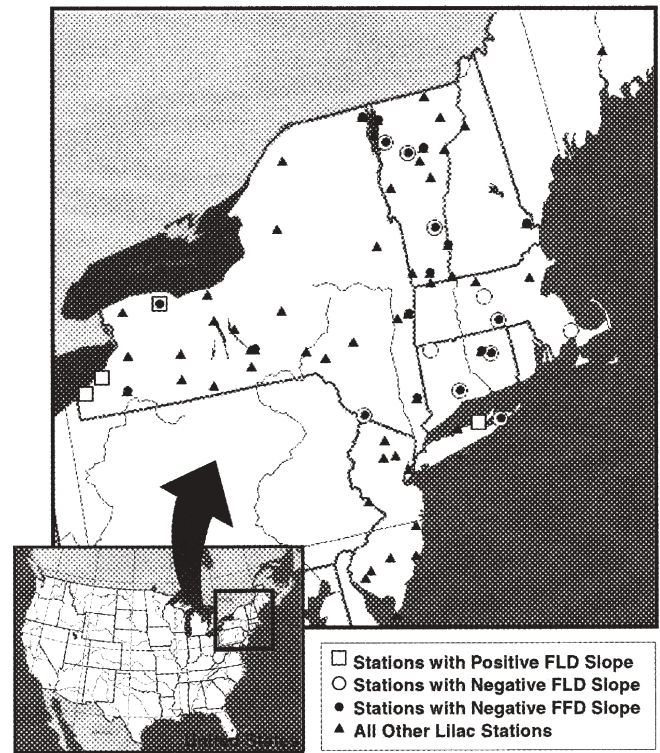 Stations with Positive FLD Slope
Stations with Negative FLD Slope
Stations with Negative FFD Slope
All Other Lilac Stations